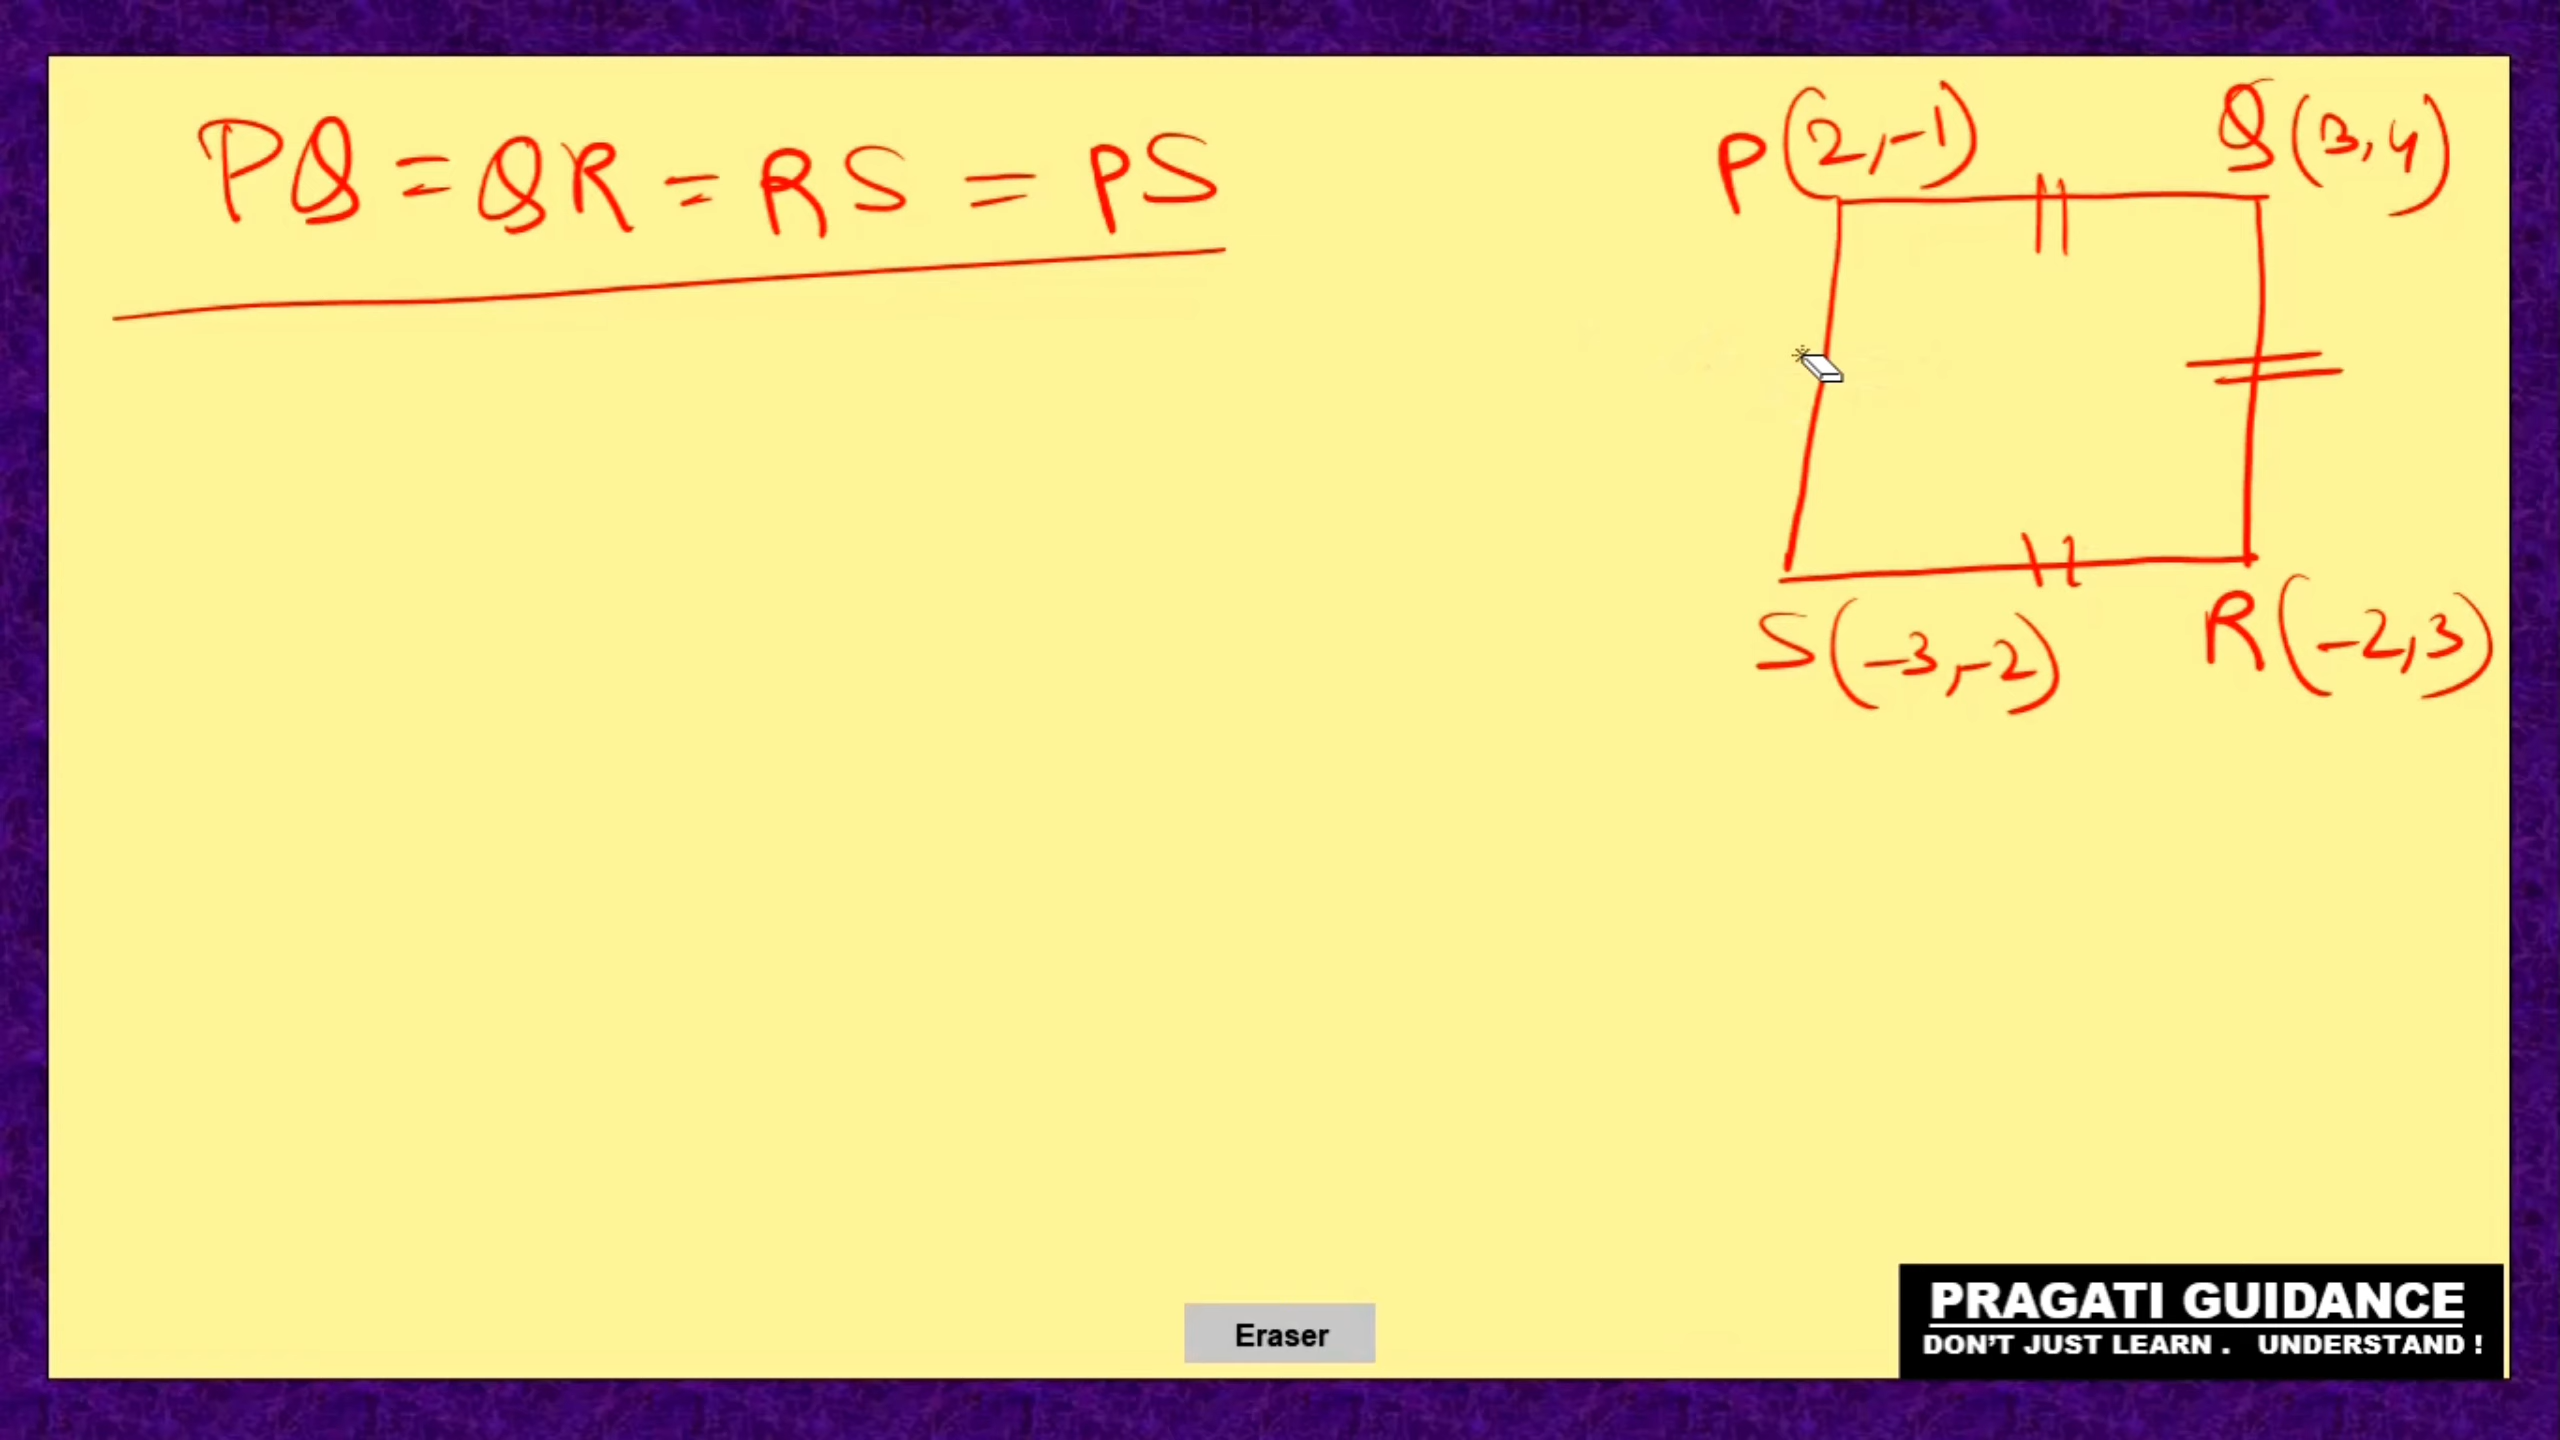 PQ = QR = RS = PS
P(2,-1) Q(3,4)
S(-3,-2) R(-2,3)
Eraser
PRAGATI GUIDANCE
DON'T JUST LEARN . UNDERSTAND !